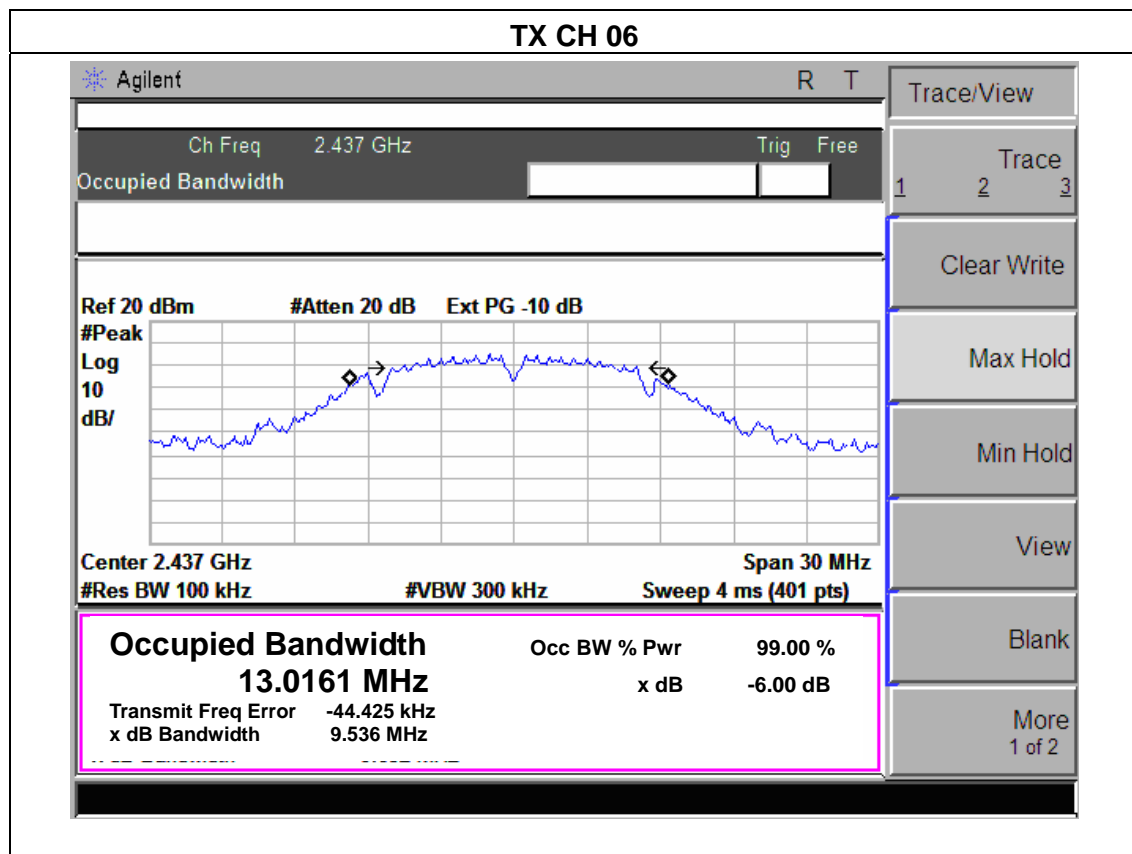 TX CH 06
Agilent R T
Trace/View
Ch Freq 2.437 GHz Trig Free
Occupied Bandwidth
Trace
1 2 3
Clear Write
Ref 20 dBm #Atten 20 dB Ext PG -10 dB
#Peak
Log
10
dB/
Max Hold
Min Hold
View
Center 2.437 GHz Span 30 MHz
#Res BW 100 kHz #VBW 300 kHz Sweep 4 ms (401 pts)
Occupied Bandwidth Occ BW % Pwr 99.00 %
13.0161 MHz x dB -6.00 dB
Transmit Freq Error -44.425 kHz
x dB Bandwidth 9.536 MHz
Blank
More
1 of 2